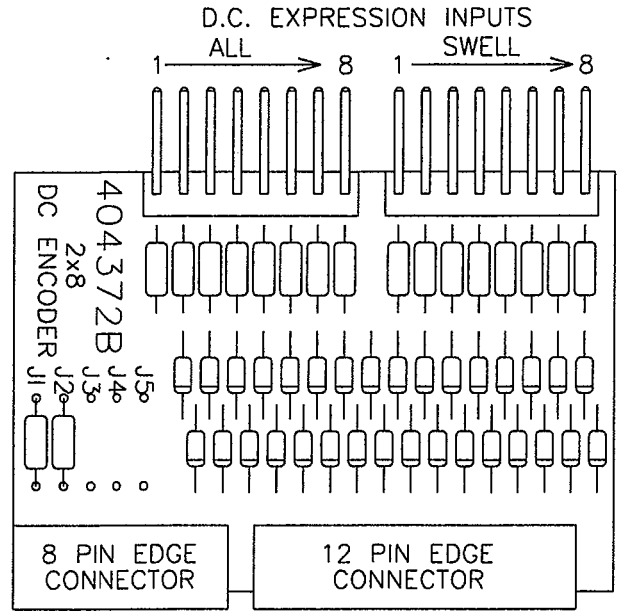 D.C. EXPRESSION INPUTS
ALL SWELL
1 8 1 8
404372B
2x8
DC ENCODER
J1 J2 J3 J4 J5
8 PIN EDGE CONNECTOR
12 PIN EDGE CONNECTOR